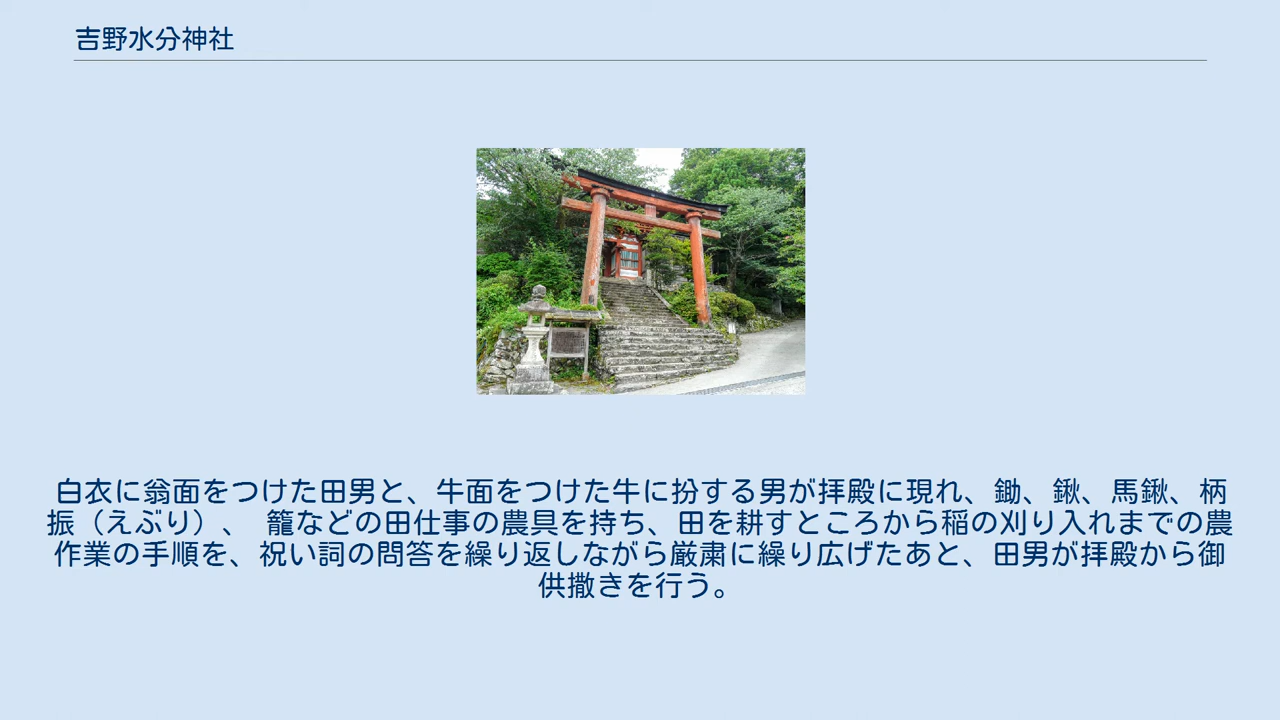 吉野水分神社
白衣に翁面をつけた田男と、牛面をつけた牛に扮する男が拝殿に現れ、鋤、鍬、馬鍬、柄
振（えぶり）、 籠などの田仕事の農具を持ち、田を耕すところから稲の刈り入れまでの農
作業の手順を、祝い詞の問答を繰り返しながら厳粛に繰り広げたあと、田男が拝殿から御
供撒きを行う。